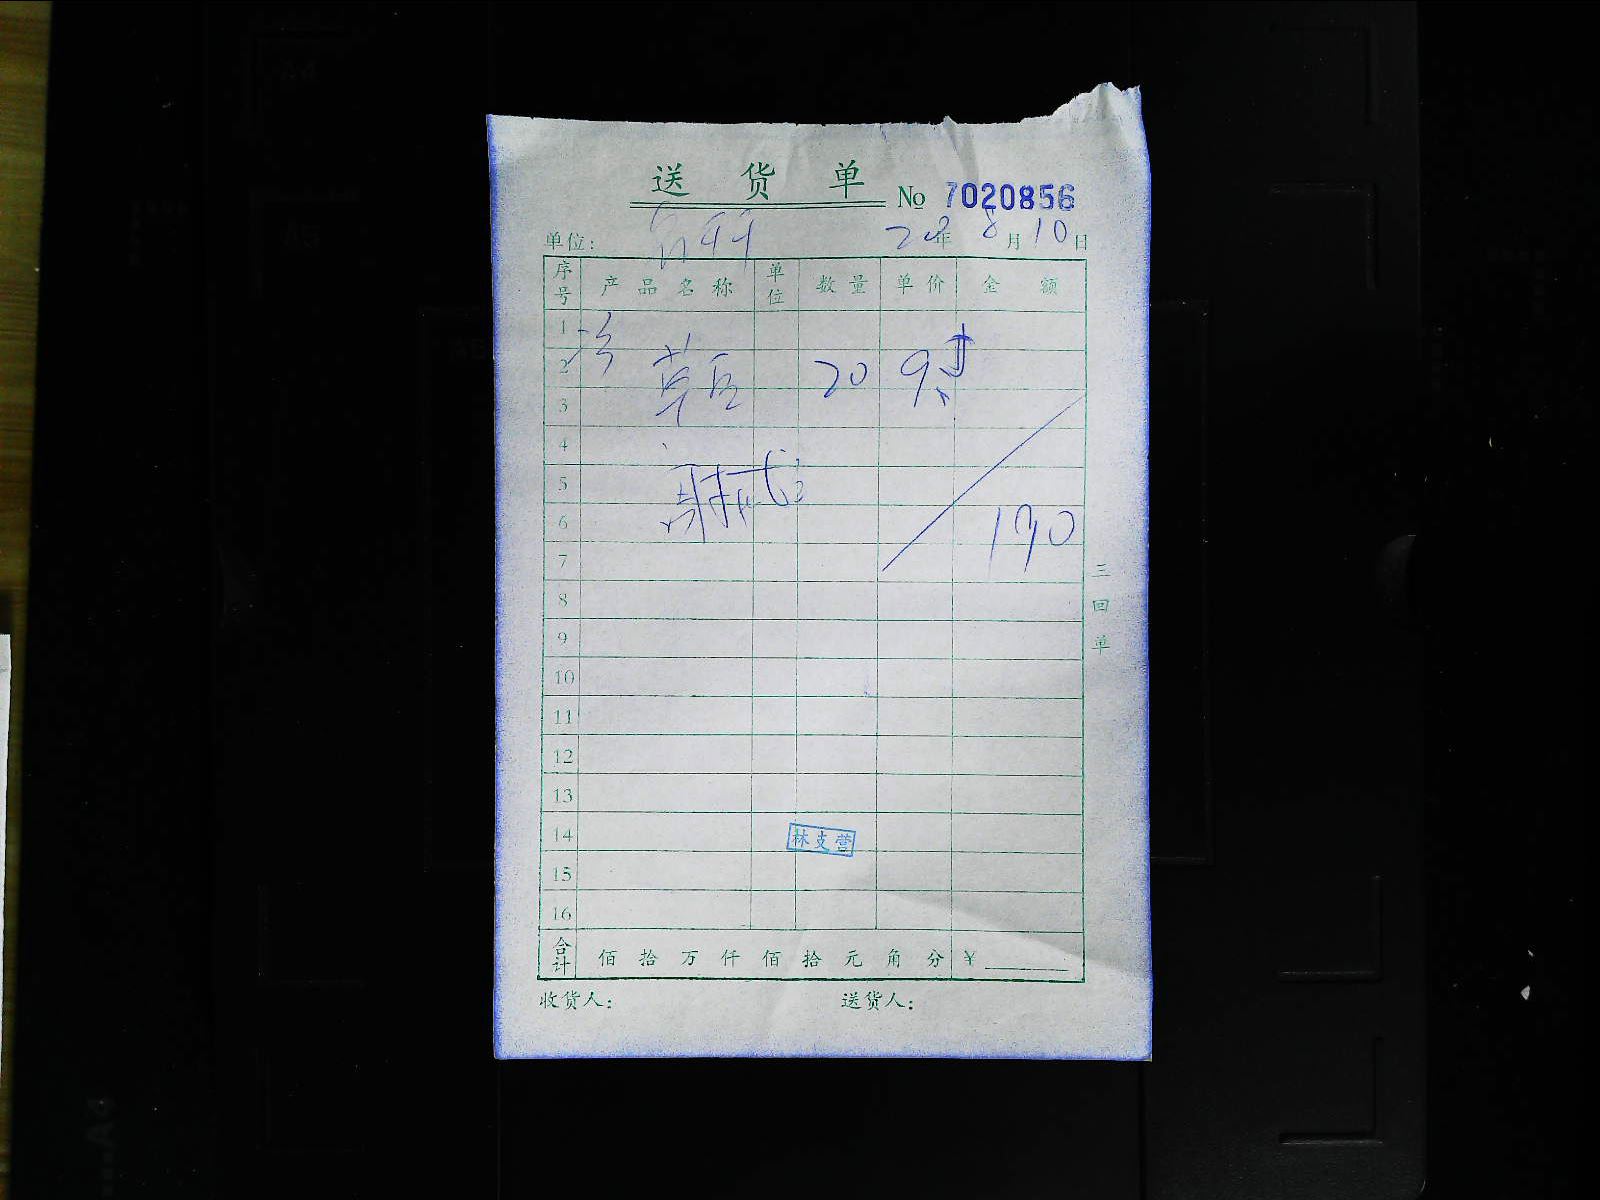 送 货 单 No 7020856
单位: 年 8 月 10 日
序号 产品名称 单位 数量 单价 金额
1
2 20
3
4
5
6 170
7
8
9
10
11
12
13
14 林支营
15
16
合计 佰 拾 万 仟 佰 拾 元 角 分 ¥
收货人: 送货人:
三回单